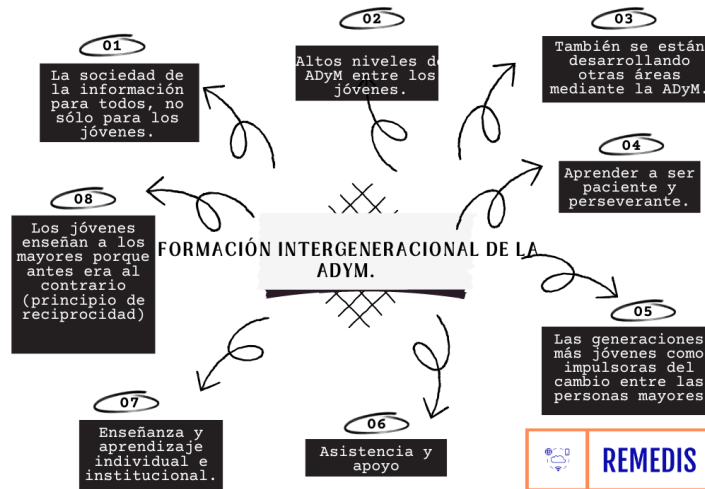 01
La sociedad de
la información
para todos, no
sólo para los
jóvenes.
02
Altos niveles de
ADyM entre los
jóvenes.
03
También se están
desarrollando
otras áreas
mediante la ADyM.
04
Aprender a ser
paciente y
perseverante.
08
Los jóvenes
enseñan a los
mayores porque
antes era al
contrario
(principio de
reciprocidad)
FORMACIÓN INTERGENERACIONAL DE LA
ADYM.
05
Las generaciones
más jóvenes como
impulsoras del
cambio entre las
personas mayores
07
Enseñanza y
aprendizaje
individual e
institucional.
06
Asistencia y
apoyo
REMEDIS